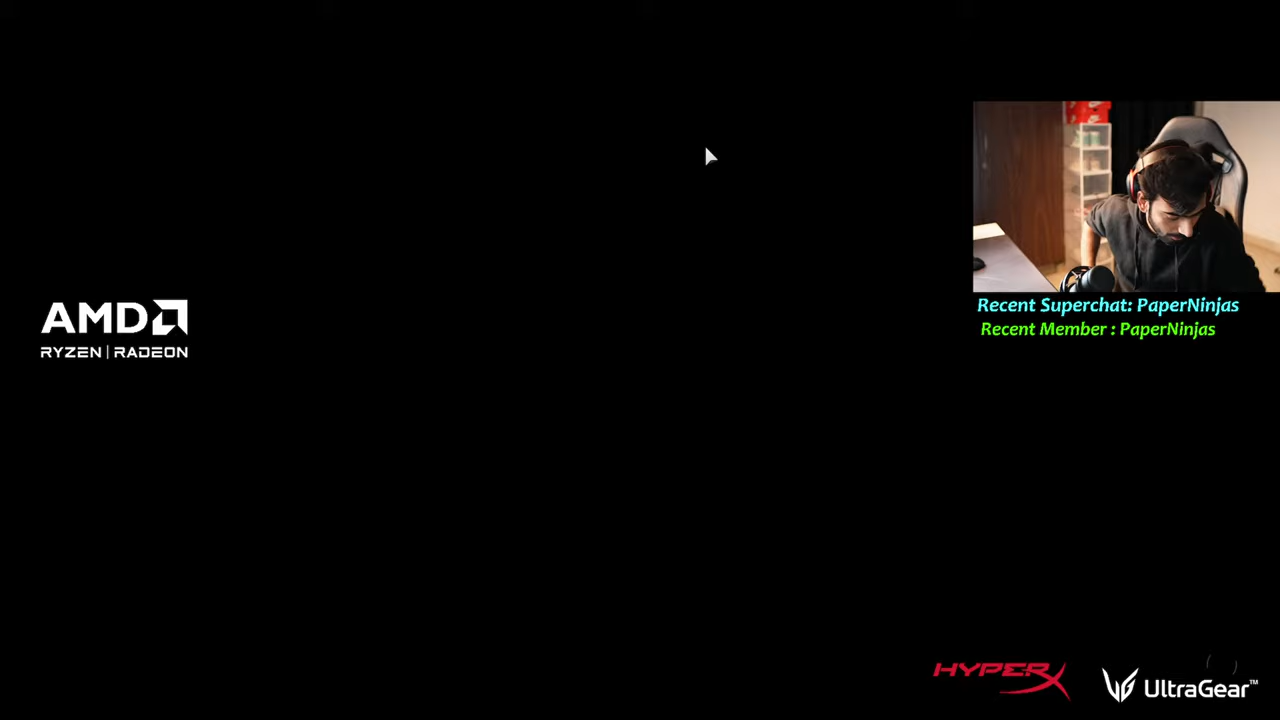 Recent Superchat: PaperNinjas
Recent Member : PaperNinjas
AMD
RYZEN | RADEON
HYPERX
UltraGear™